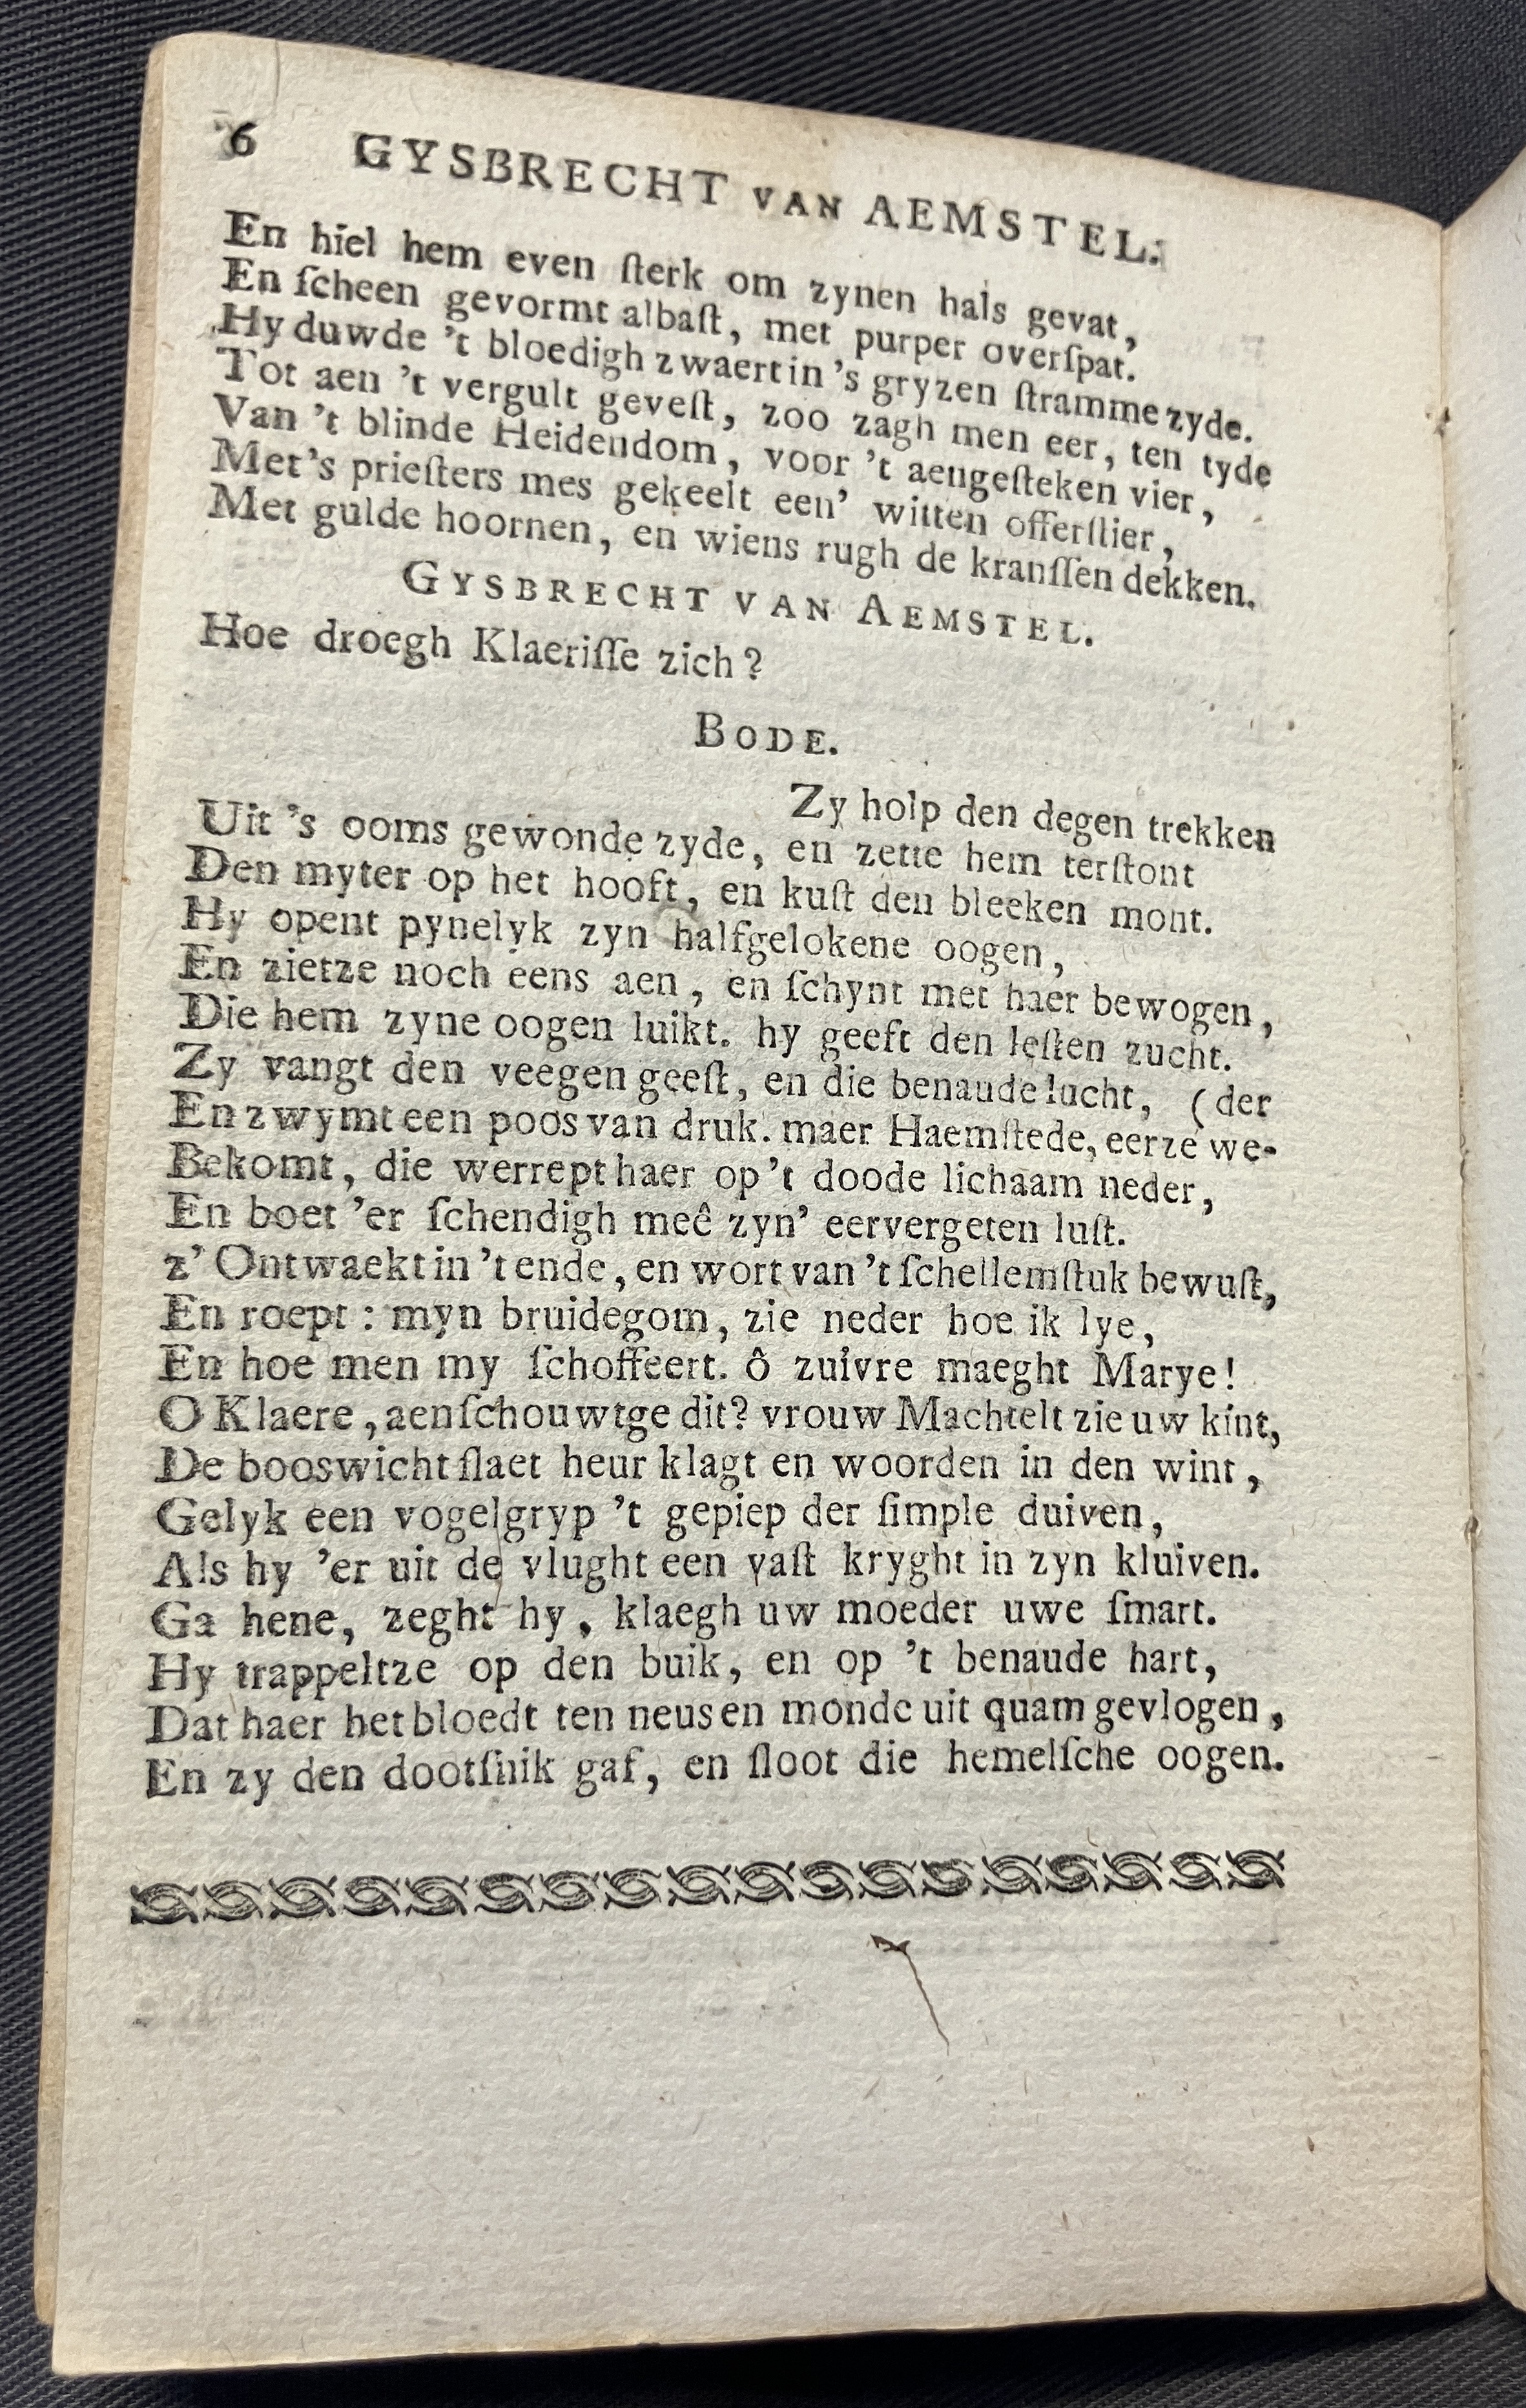 6 GYSBRECHT VAN AEMSTEL.
En hiel hem even ſterk om zynen hals gevat,
En ſcheen gevormt albaſt, met purper overſpat.
Hy duwde 't bloedigh zwaert in 's gryzen ſtramme zyde.
Tot aen 't vergult geveſt, zoo zagh men eer, ten tyde
Van 't blinde Heidendom, voor 't aengeſteken vier,
Met 's prieſters mes gekeelt een' witten offerſtier,
Met gulde hoornen, en wiens rugh de kranſſen dekken.
GYSBRECHT VAN AEMSTEL.
Hoe droegh Klaeriſſe zich?
BODE.
Zy holp den degen trekken
Uit 's ooms gewonde zyde, en zette hem terſtont
Den myter op het hooft, en kuſt den bleeken mont.
Hy opent pynelyk zyn halfgelokene oogen,
En zietze noch eens aen, en ſchynt met haer bewogen,
Die hem zyne oogen luikt. hy geeft den leſten zucht.
Zy vangt den veegen geeſt, en die benaude lucht, (der
En zwymt een poos van druk. maer Haemſtede, eerze we-
Bekomt, die werrept haer op 't doode lichaam neder,
En boet 'er ſchendigh meê zyn' eervergeten luſt.
z' Ontwaekt in 't ende, en wort van 't ſchellemſtuk bewuſt,
En roept: myn bruidegom, zie neder hoe ik lye,
En hoe men my ſchoffeert. ô zuivre maeght Marye!
O Klaere, aenſchouwtge dit? vrouw Machtelt zie uw kint,
De booswicht ſlaet heur klagt en woorden in den wint,
Gelyk een vogelgryp 't gepiep der ſimple duiven,
Als hy 'er uit de vlught een vaſt kryght in zyn kluiven.
Ga hene, zeght hy, klaegh uw moeder uwe ſmart.
Hy trappeltze op den buik, en op 't benaude hart,
Dat haer het bloedt ten neus en monde uit quam gevlogen,
En zy den dootſnik gaf, en ſloot die hemelſche oogen.